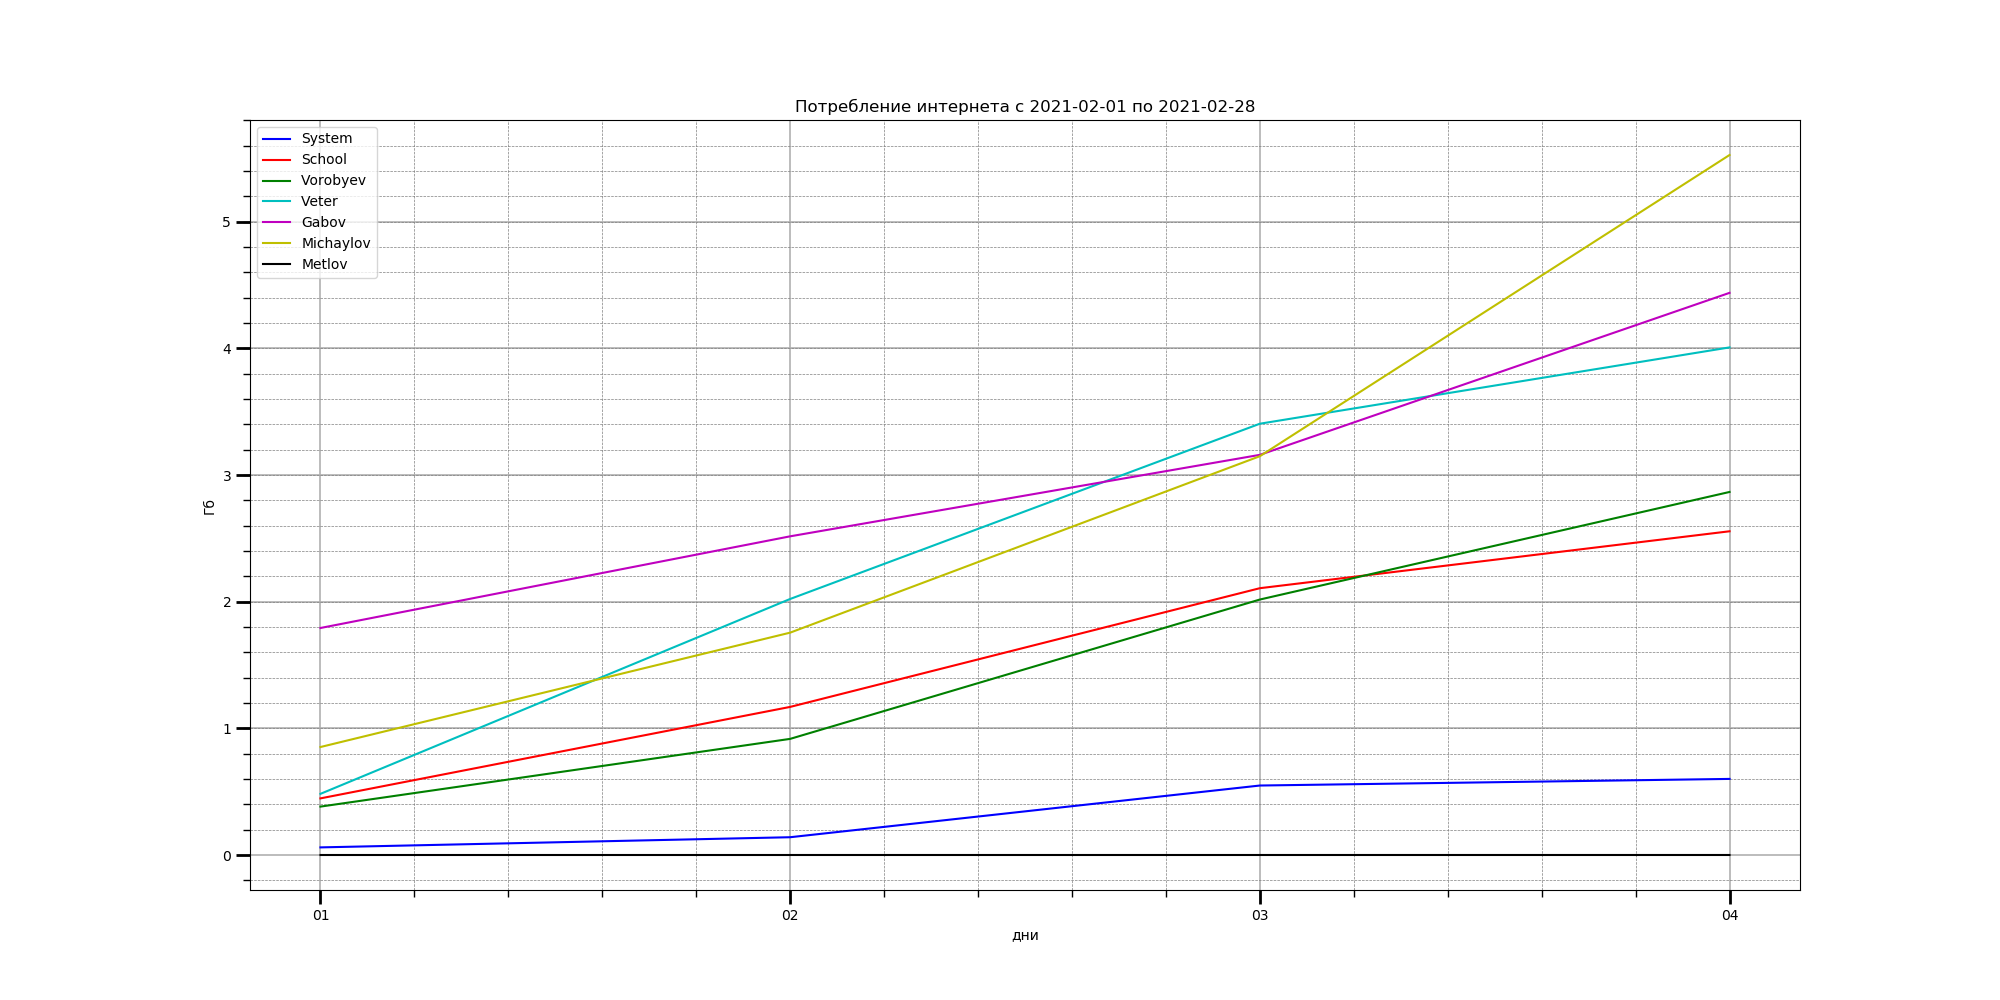 Потребление интернета с 2021-02-01 по 2021-02-28
System
School
Vorobyev
Veter
Gabov
Michaylov
Metlov
5
4
3
2
1
0
Гб
01 02 03 04
дни